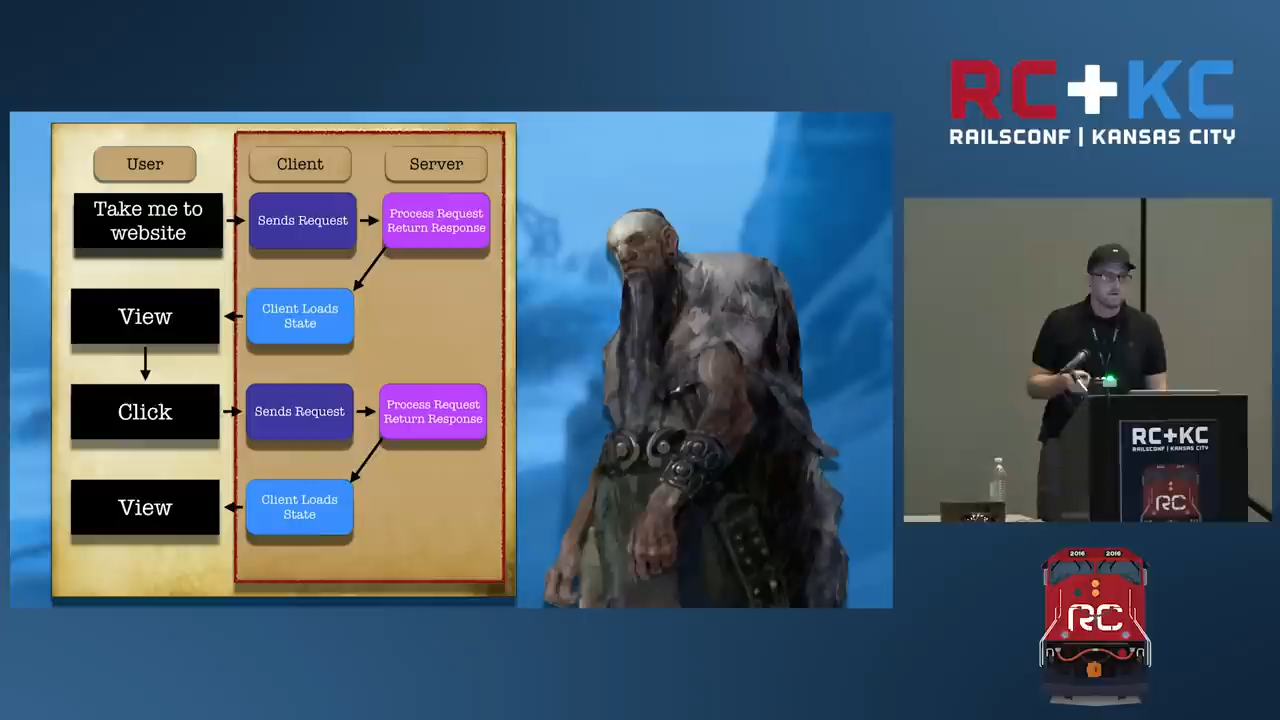 User
Client
Server
Take me to
website
Sends Request
Process Request
Return Response
Client Loads
State
View
Click
Sends Request
Process Request
Return Response
Client Loads
State
View
RC+KC
RAILSCONF | KANSAS CITY
RC+KC
RAILSCONF | KANSAS CITY
RC
2016
2016
RC